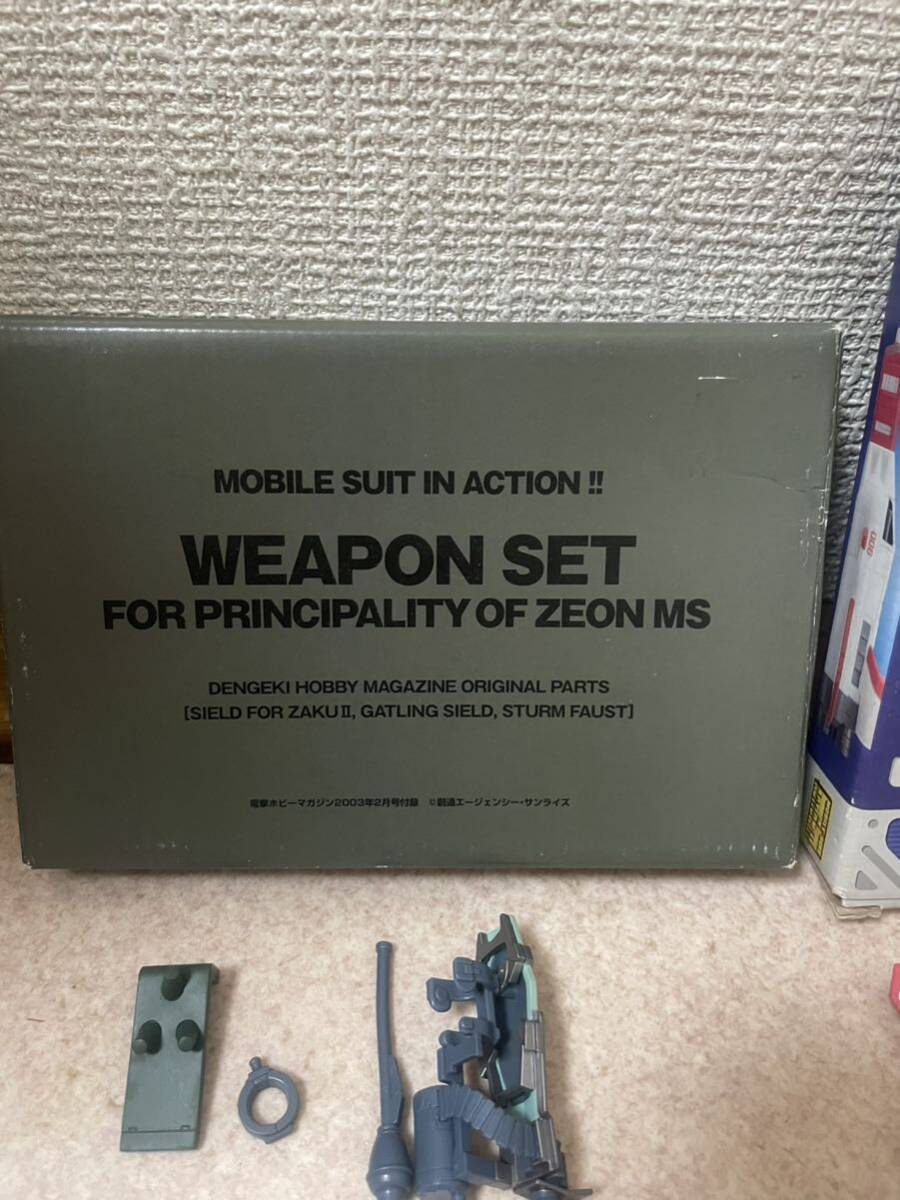 MOBILE SUIT IN ACTION !!
WEAPON SET
FOR PRINCIPALITY OF ZEON MS
DENGEKI HOBBY MAGAZINE ORIGINAL PARTS
[SIELD FOR ZAKU II, GATLING SIELD, STURM FAUST]
電撃ホビーマガジン2003年2月号付録 ©創通エージェンシー・サンライズ